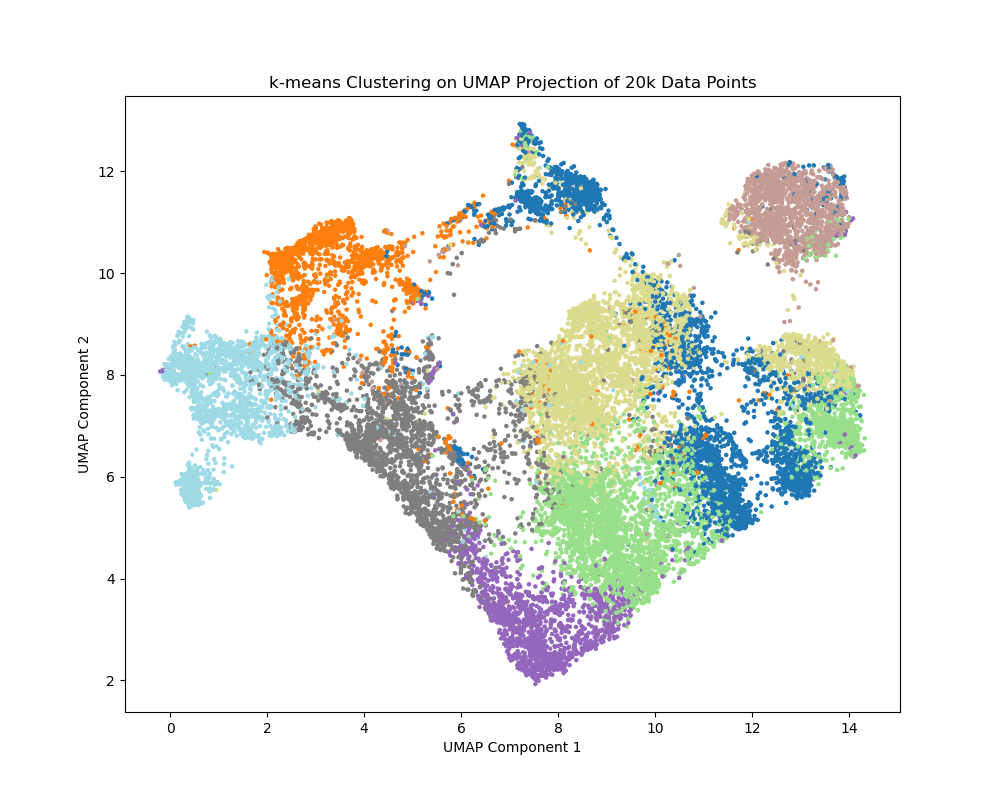 k-means Clustering on UMAP Projection of 20k Data Points
12
10
8
6
4
2
UMAP Component 2
0 2 4 6 8 10 12 14
UMAP Component 1